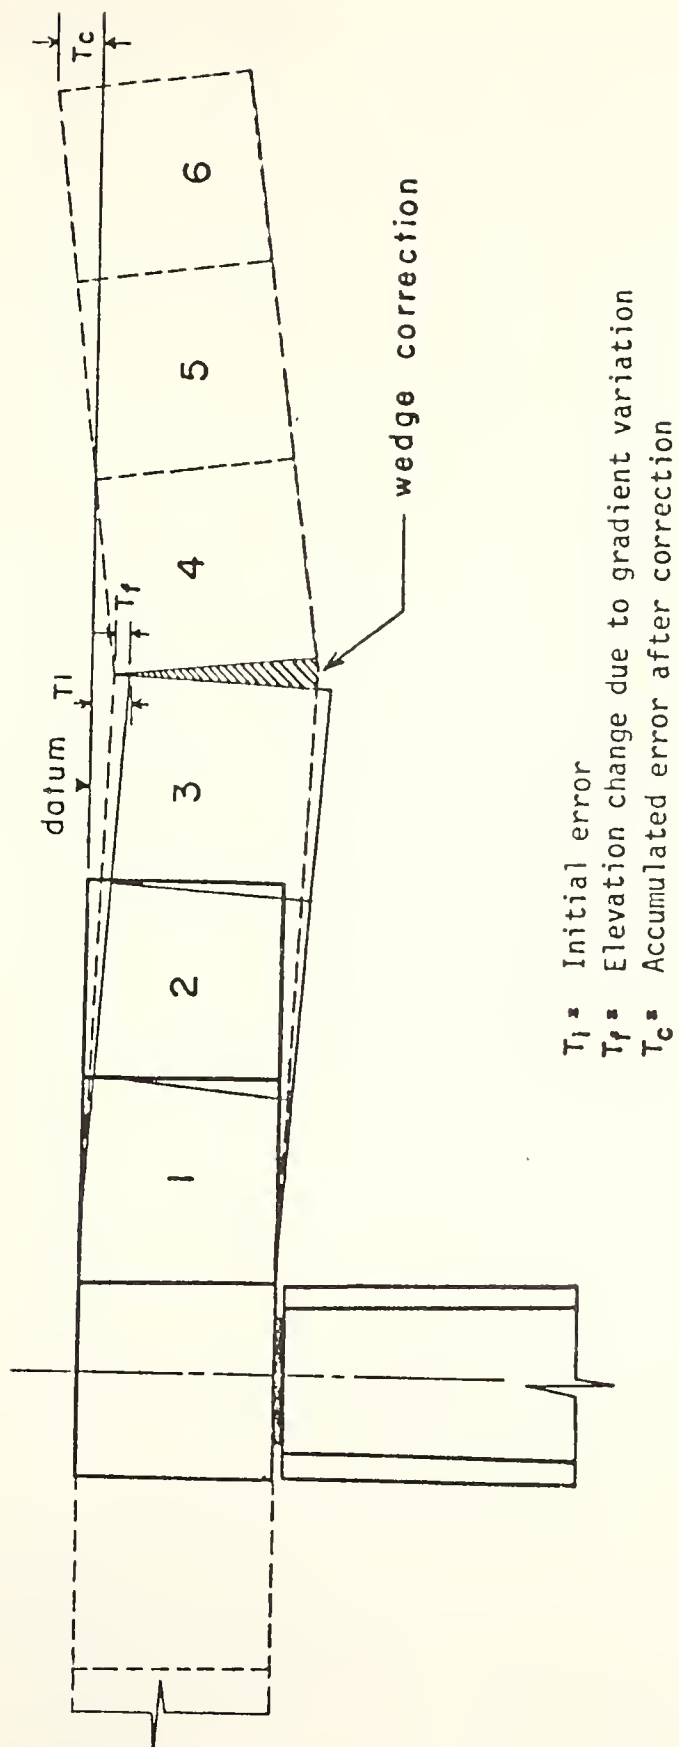 Tc
6
5
4
Tf
TI
datum
3
2
1
wedge correction
TI = Initial error
Tf = Elevation change due to gradient variation
Tc = Accumulated error after correction